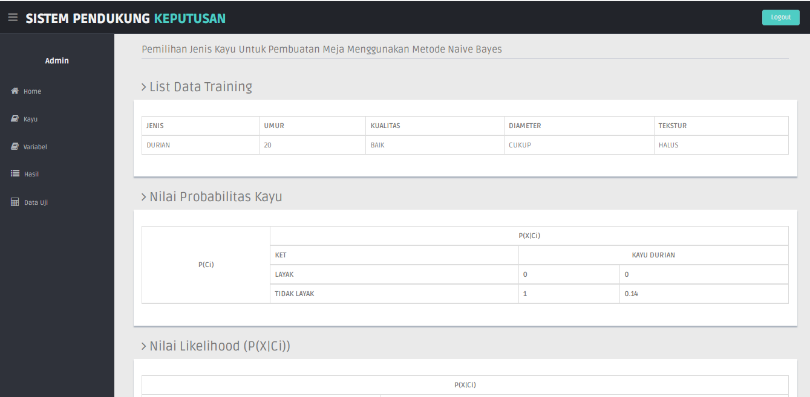 SISTEM PENDUKUNG KEPUTUSAN
Logout
Admin
Home
Kayu
Variabel
Hasil
Data Uji
Pemilihan Jenis Kayu Untuk Pembuatan Meja Menggunakan Metode Naive Bayes
List Data Training
JENIS UMUR KUALITAS DIAMETER TEKSTUR
DURIAN 20 BAIK CUKUP HALUS
Nilai Probabilitas Kayu
P(Ci) P(X|Ci)
KET KAYU DURIAN
LAYAK 0 0
TIDAK LAYAK 1 0.14
Nilai Likelihood (P(X|Ci))
P(X|Ci)